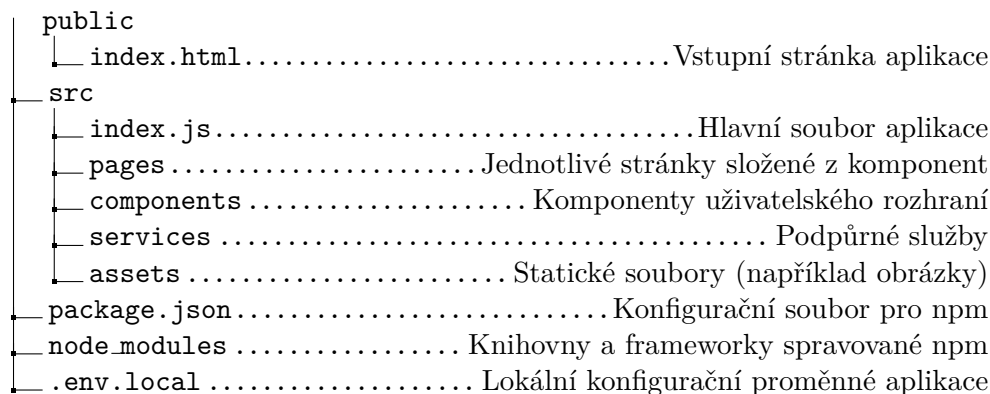 public
index.html................................Vstupní stránka aplikace
src
index.js....................................Hlavní soubor aplikace
pages.......................Jednotlivé stránky složené z komponent
components.....................Komponenty uživatelského rozhraní
services..........................................Podpůrné služby
assets........................Statické soubory (například obrázky)
package.json............................Konfigurační soubor pro npm
node_modules.................Knihovny a frameworky spravované npm
.env.local....................Lokální konfigurační proměnné aplikace